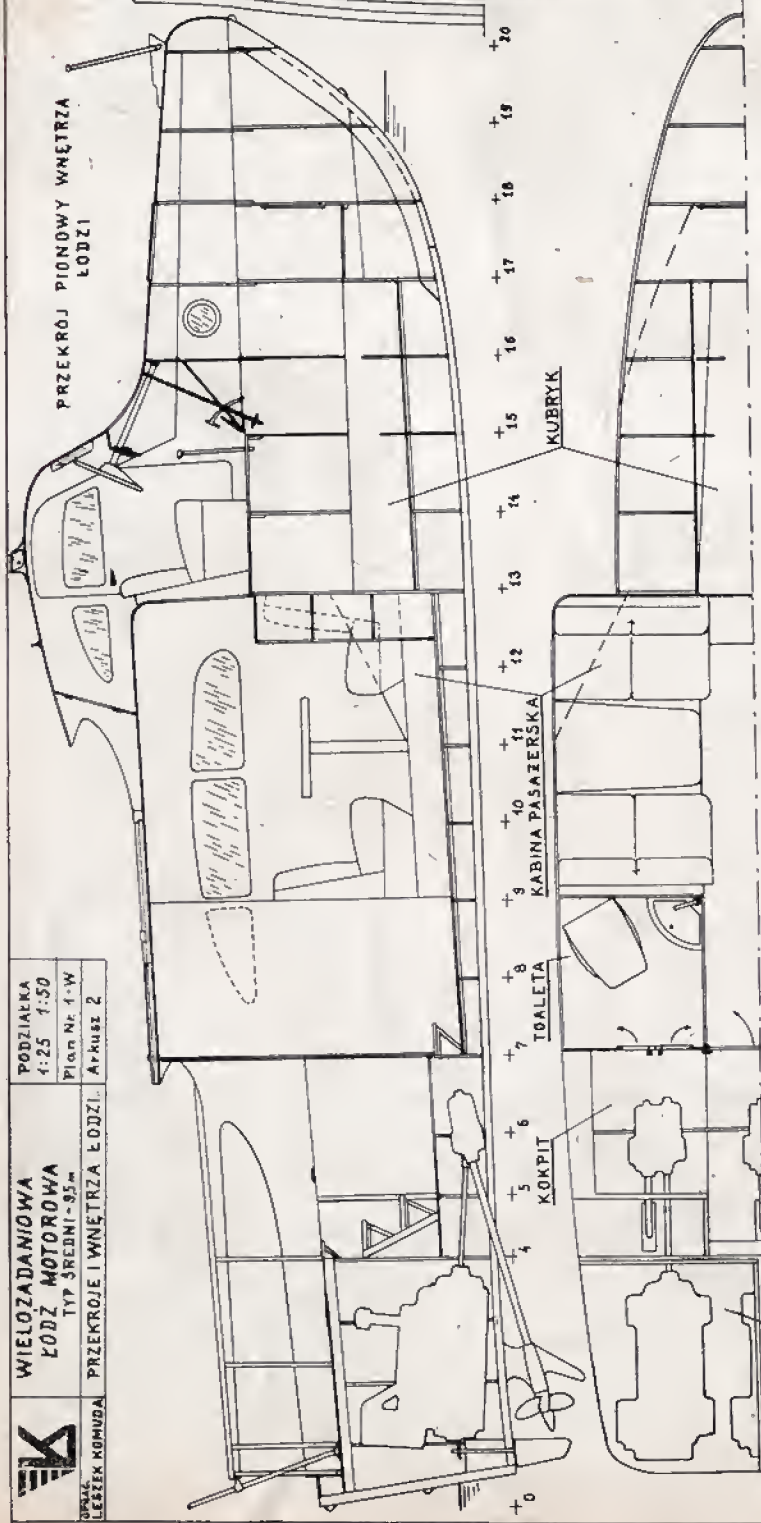 OPRAC.
LESZEK KOMUDA
WIELOZADANIOWA
ŁÓDŹ MOTOROWA
TYP ŚREDNI - 9,5m
PRZEKROJE I WNĘTRZA ŁODZI
PODZIAŁKA
1:25 1:50
Plan Nr 1-W
Arkusz 2
PRZEKRÓJ PIONOWY WNĘTRZA
ŁODZI
0 4 5 6 7 8 9 10 11 12 13 14 15 16 17 18 19 20
KOKPIT
TOALETA
KABINA PASAŻERSKA
KUBRYK